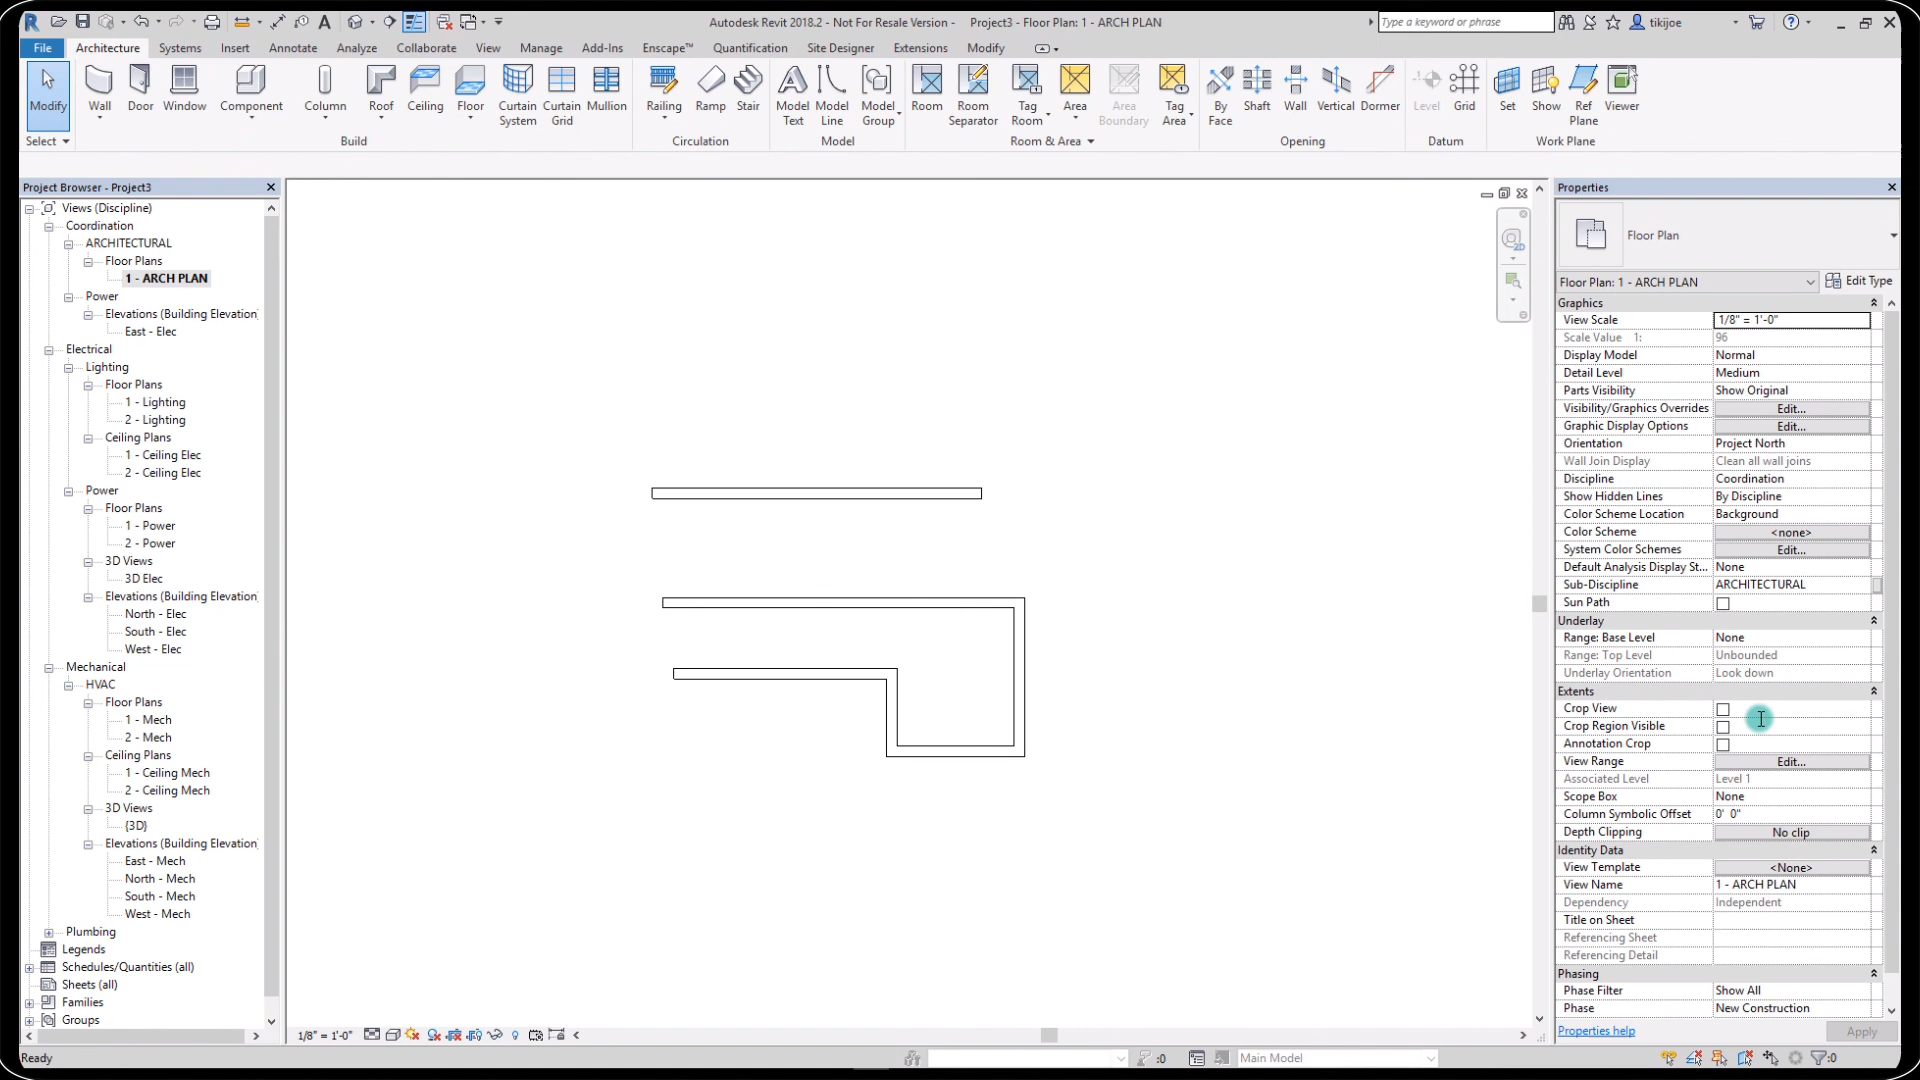 Autodesk Revit 2018.2 - Not For Resale Version - Project3 - Floor Plan: 1 - ARCH PLAN
Type a keyword or phrase
tikijoe
File Architecture Systems Insert Annotate Analyze Collaborate View Manage Add-Ins Enscape™ Quantification Site Designer Extensions Modify
Modify Wall Door Window Component Column Roof Ceiling Floor Curtain System Curtain Grid Mullion Railing Ramp Stair Model Text Model Line Model Group Room Room Separator Tag Room Area Area Boundary Tag Area By Face Shaft Wall Vertical Dormer Level Grid Set Show Ref Plane Viewer
Select Build Circulation Model Room & Area Opening Datum Work Plane
Project Browser - Project3
Views (Discipline)
Coordination
ARCHITECTURAL
Floor Plans
1 - ARCH PLAN
Power
Elevations (Building Elevation)
East - Elec
Electrical
Lighting
Floor Plans
1 - Lighting
2 - Lighting
Ceiling Plans
1 - Ceiling Elec
2 - Ceiling Elec
Power
Floor Plans
1 - Power
2 - Power
3D Views
3D Elec
Elevations (Building Elevation)
North - Elec
South - Elec
West - Elec
Mechanical
HVAC
Floor Plans
1 - Mech
2 - Mech
Ceiling Plans
1 - Ceiling Mech
2 - Ceiling Mech
3D Views
{3D}
Elevations (Building Elevation)
East - Mech
North - Mech
South - Mech
West - Mech
Plumbing
Legends
Schedules/Quantities (all)
Sheets (all)
Families
Groups
2D
Properties
Floor Plan
Floor Plan: 1 - ARCH PLAN Edit Type
Graphics
View Scale 1/8" = 1'-0"
Scale Value 1: 96
Display Model Normal
Detail Level Medium
Parts Visibility Show Original
Visibility/Graphics Overrides Edit...
Graphic Display Options Edit...
Orientation Project North
Wall Join Display Clean all wall joins
Discipline Coordination
Show Hidden Lines By Discipline
Color Scheme Location Background
Color Scheme <none>
System Color Schemes Edit...
Default Analysis Display St... None
Sub-Discipline ARCHITECTURAL
Sun Path
Underlay
Range: Base Level None
Range: Top Level Unbounded
Underlay Orientation Look down
Extents
Crop View
Crop Region Visible
Annotation Crop
View Range Edit...
Associated Level Level 1
Scope Box None
Column Symbolic Offset 0' 0"
Depth Clipping No clip
Identity Data
View Template <None>
View Name 1 - ARCH PLAN
Dependency Independent
Title on Sheet
Referencing Sheet
Referencing Detail
Phasing
Phase Filter Show All
Phase New Construction
Properties help Apply
1/8" = 1'-0"
Ready :0 Main Model :0